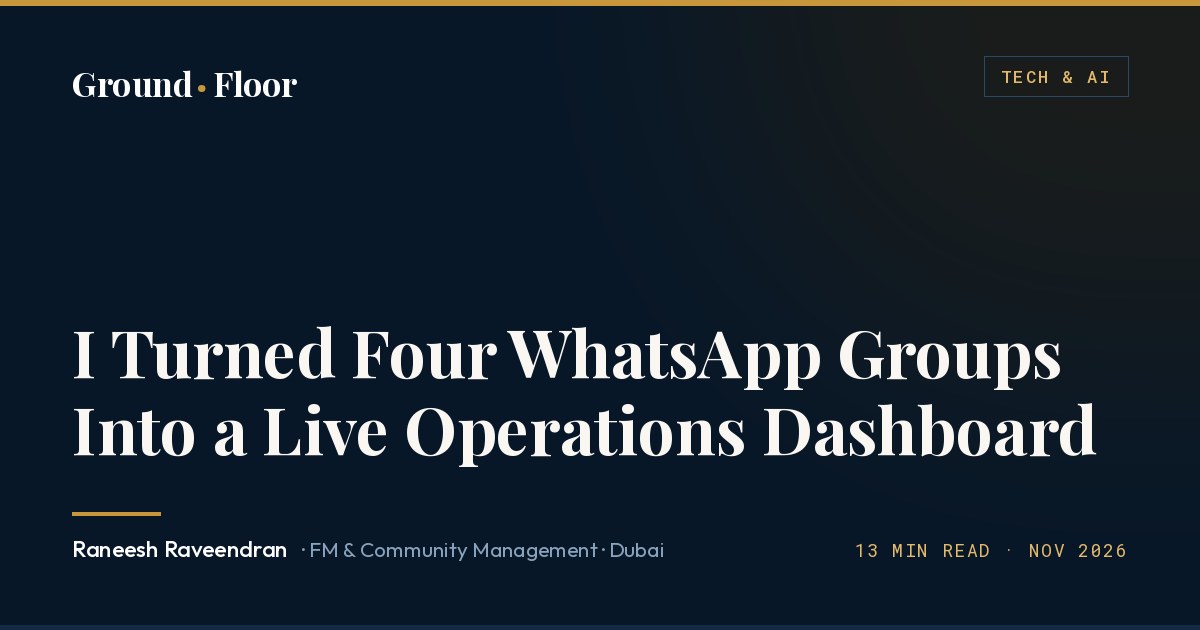 Ground • Floor
TECH & AI
I Turned Four WhatsApp Groups
Into a Live Operations Dashboard
Raneesh Raveendran · FM & Community Management · Dubai
13 MIN READ · NOV 2026